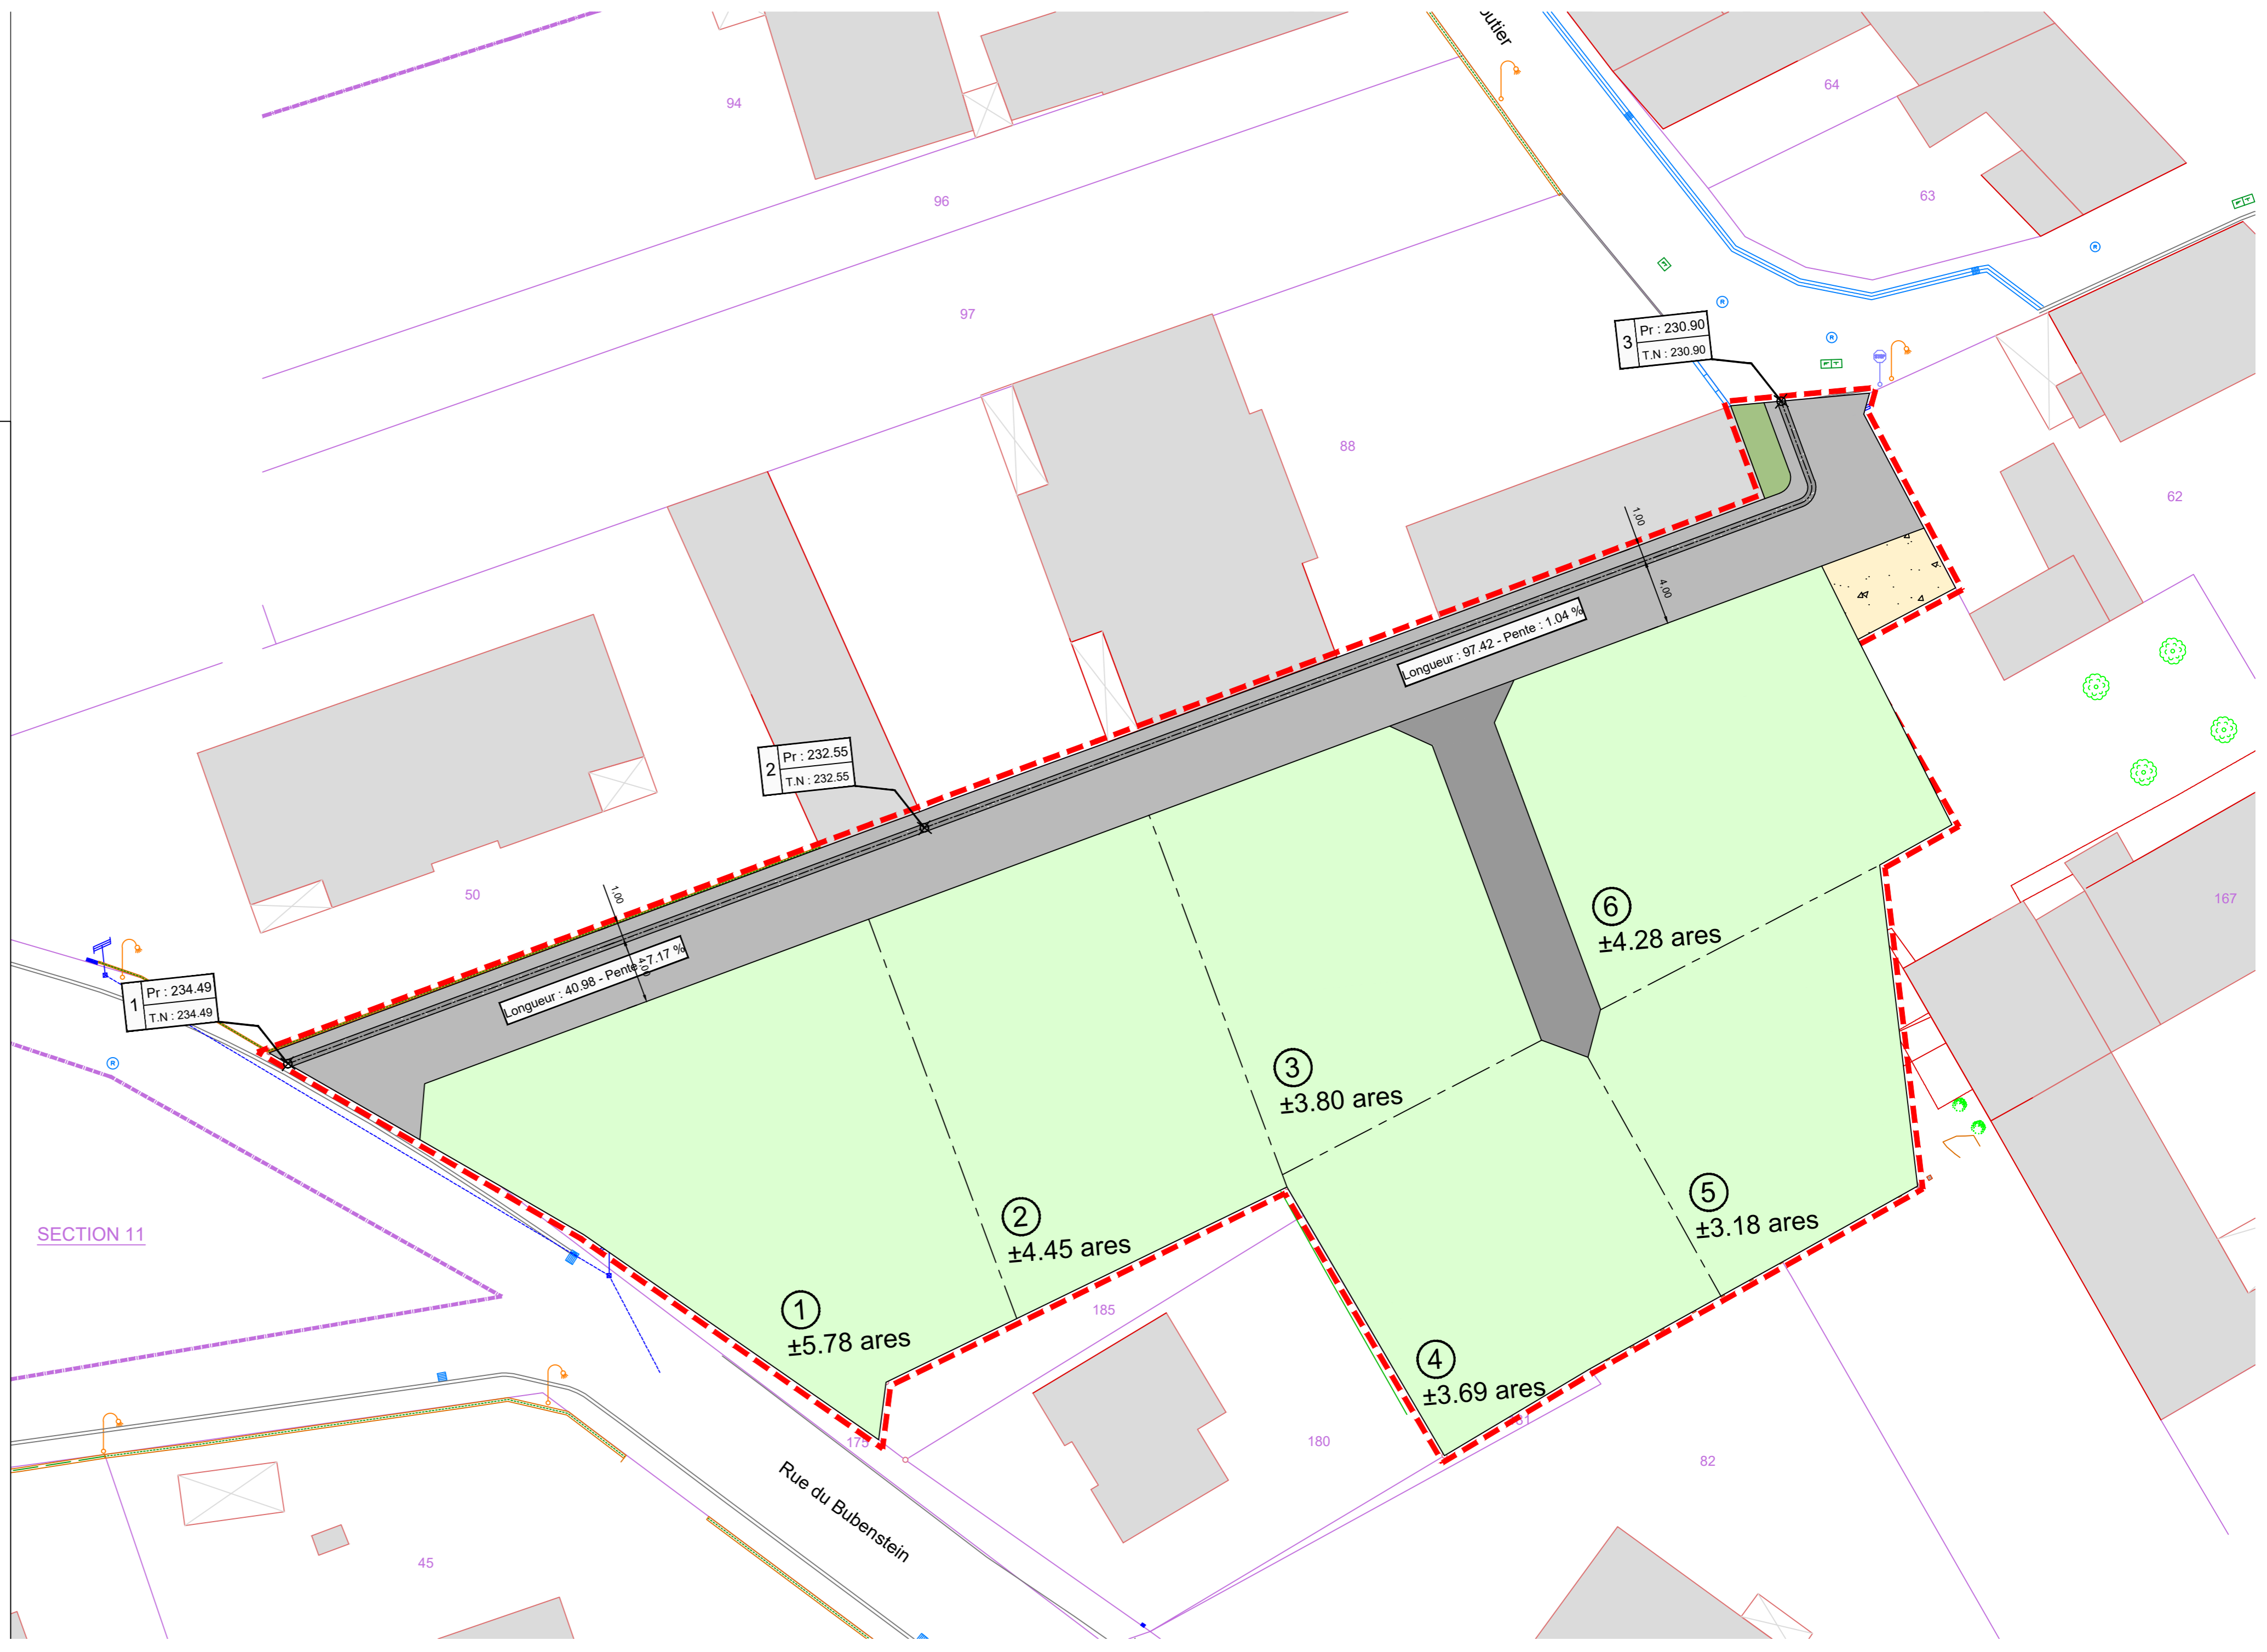 94
64
96
63
97
3
Pr : 230.90
T.N : 230.90
R
R
R
88
62
1.00
4.00
Longueur : 97.42 - Pente : 1.04 %
2
Pr : 232.55
T.N : 232.55
50
1.00
4.00
Longueur : 40.98 - Pente : 7.17 %
167
1
Pr : 234.49
T.N : 234.49
R
6
±4.28 ares
3
±3.80 ares
5
±3.18 ares
2
±4.45 ares
SECTION 11
1
±5.78 ares
185
4
±3.69 ares
175
180
82
Rue du Bubenstein
45